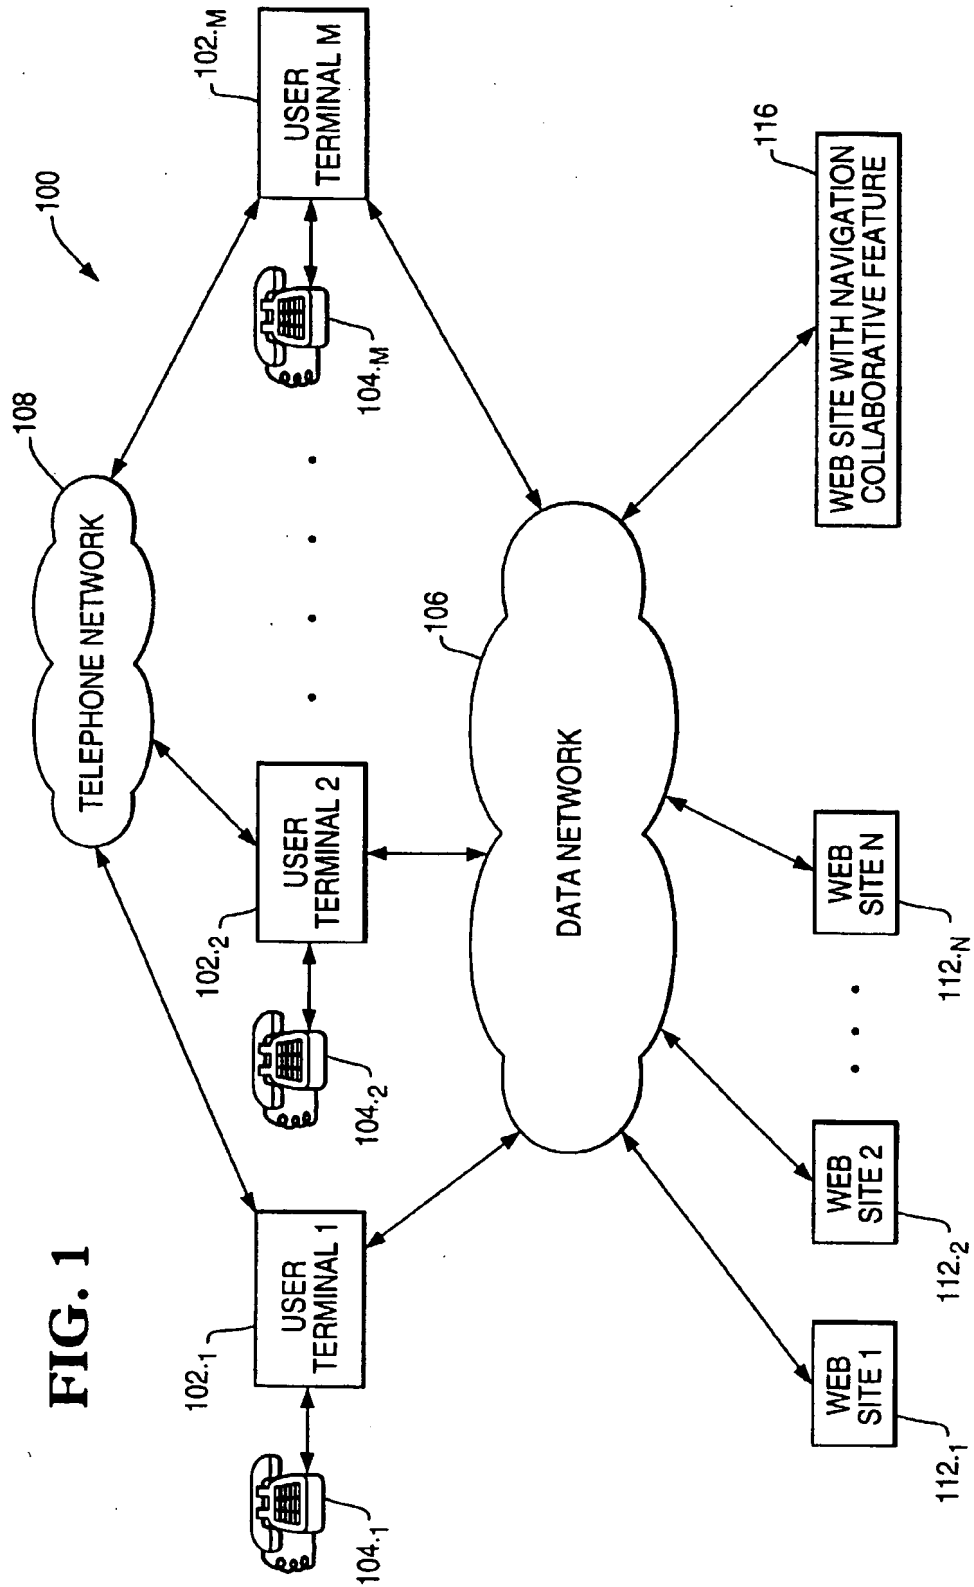 FIG. 1
100
TELEPHONE NETWORK
108
102.1
USER
TERMINAL 1
104.1
102.2
USER
TERMINAL 2
104.2
102.M
USER
TERMINAL M
104.M
106
DATA NETWORK
WEB
SITE 1
112.1
WEB
SITE 2
112.2
WEB
SITE N
112.N
116
WEB SITE WITH NAVIGATION
COLLABORATIVE FEATURE